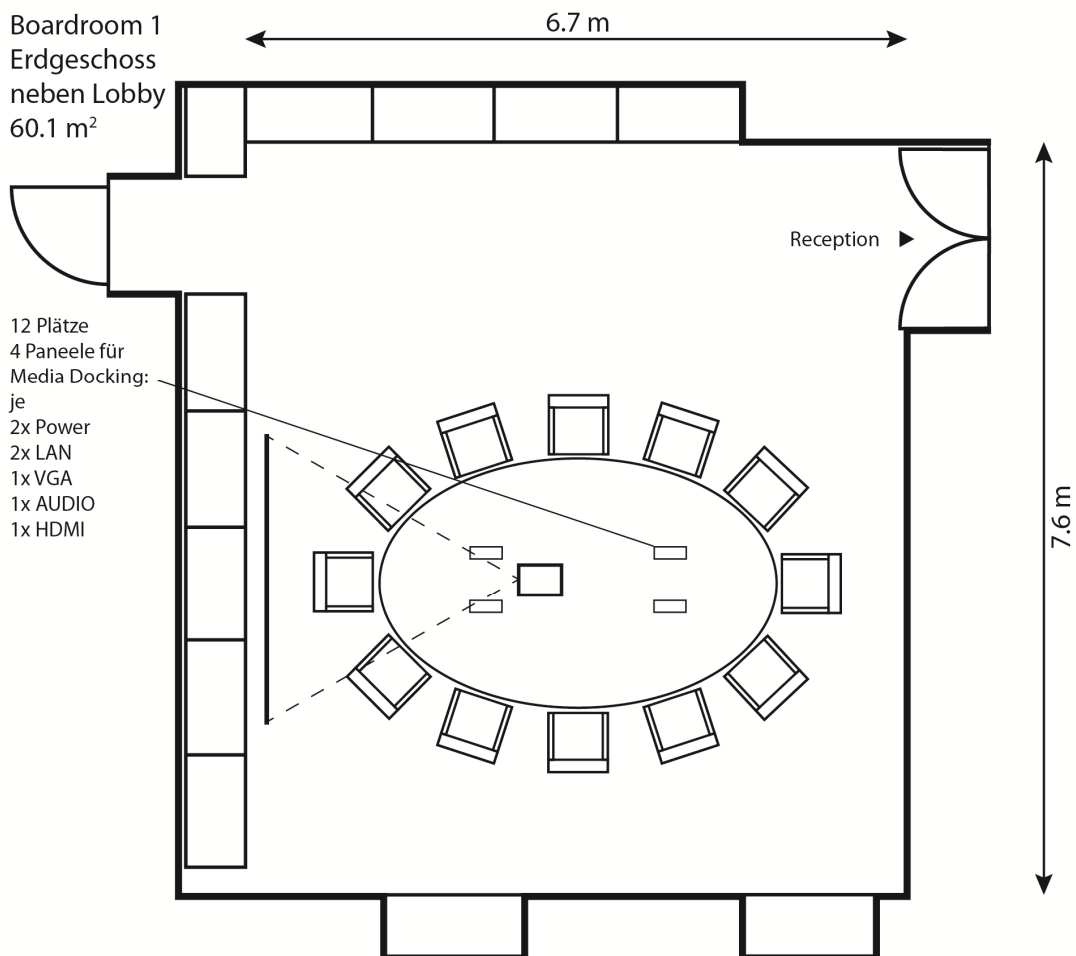 Boardroom 1
Erdgeschoss
neben Lobby
60.1 m²
6.7 m
Reception
12 Plätze
4 Paneele für
Media Docking:
je
2x Power
2x LAN
1x VGA
1x AUDIO
1x HDMI
7.6 m